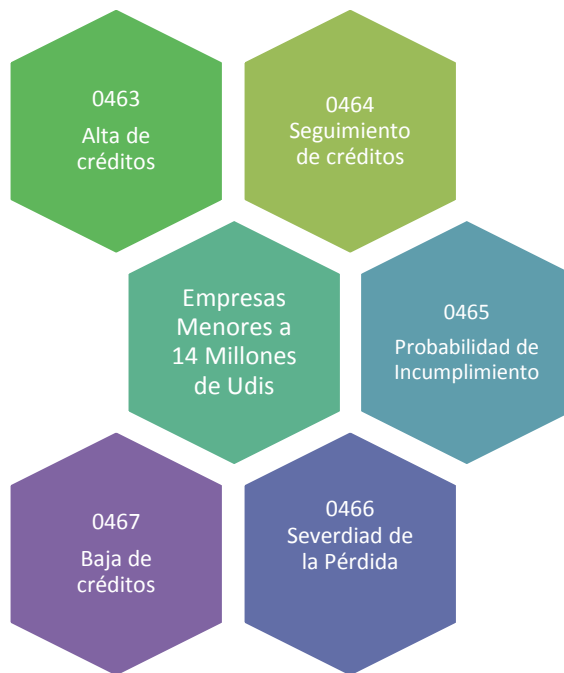 0463
Alta de
créditos
0464
Seguimiento
de créditos
Empresas
Menores a
14 Millones
de Udis
0465
Probabilidad de
Incumplimiento
0467
Baja de
créditos
0466
Severdiad de
la Pérdida